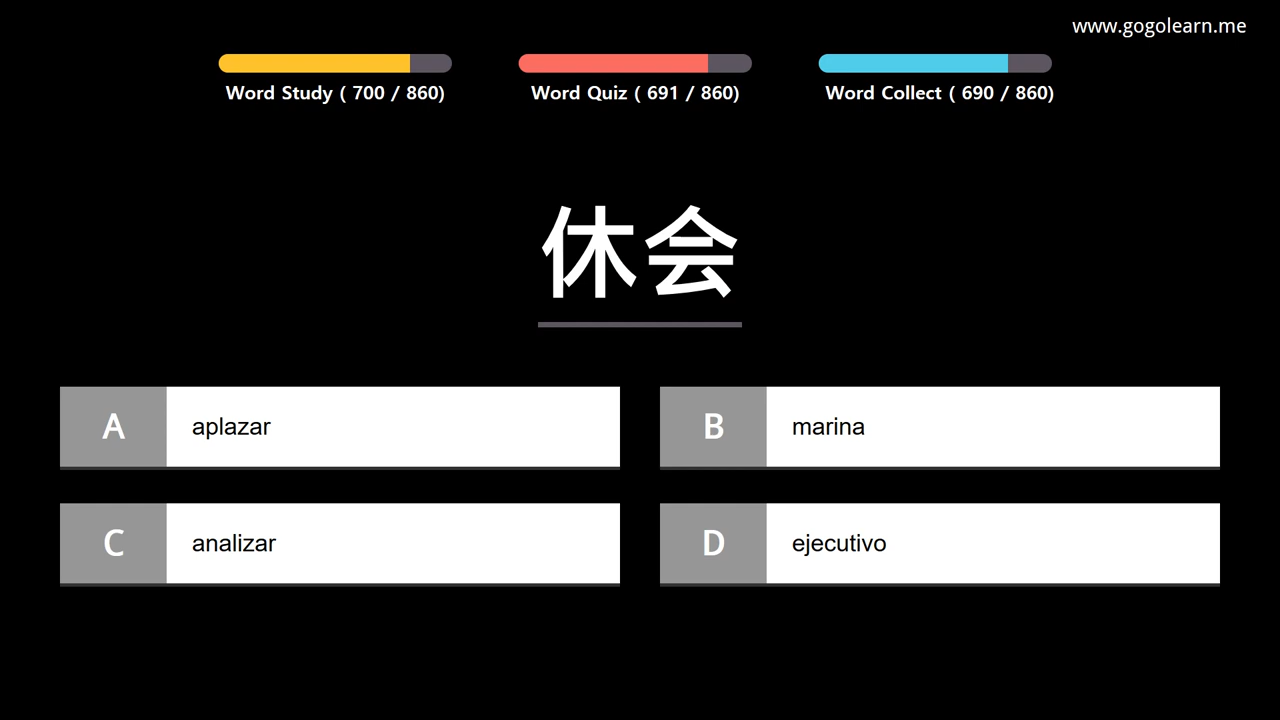 www.gogolearn.me
Word Study ( 700 / 860)
Word Quiz ( 691 / 860)
Word Collect ( 690 / 860)
休会
A aplazar
B marina
C analizar
D ejecutivo